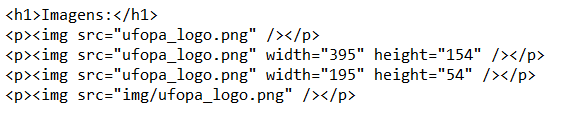 <h1>Imagens:</h1>
<p><img src="ufopa_logo.png" /></p>
<p><img src="ufopa_logo.png" width="395" height="154" /></p>
<p><img src="ufopa_logo.png" width="195" height="54" /></p>
<p><img src="img/ufopa_logo.png" /></p>